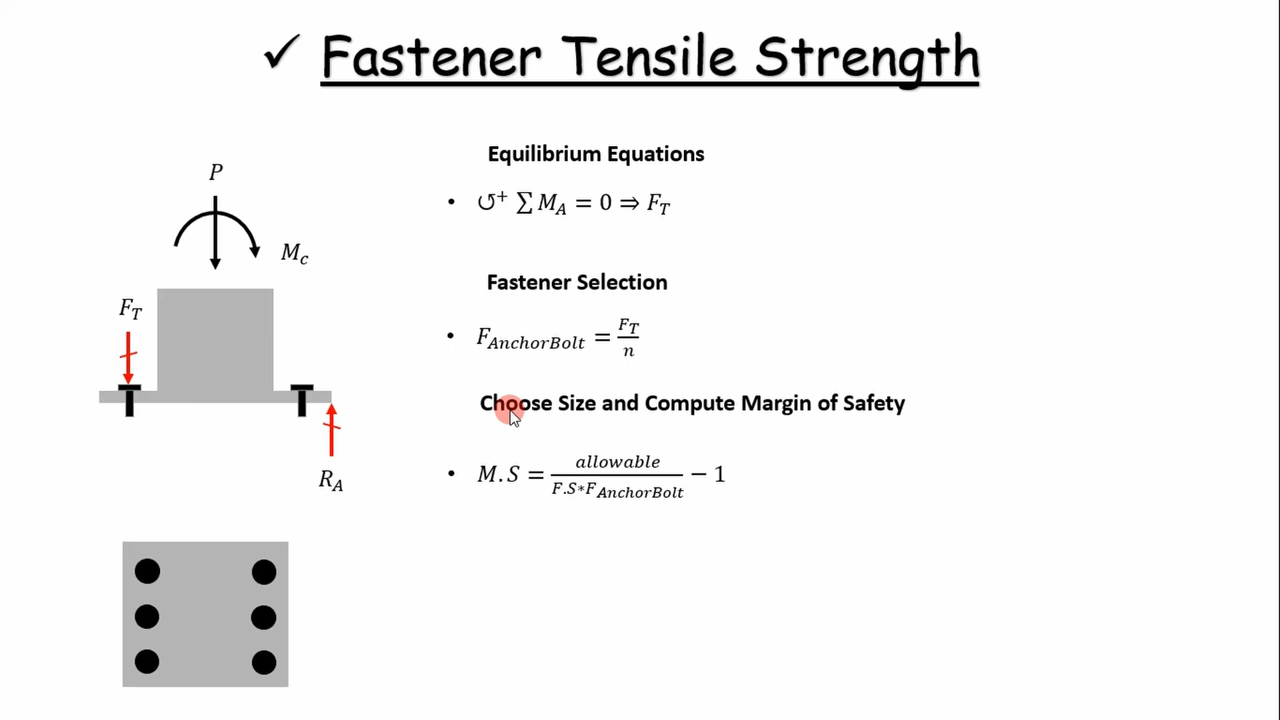 ✓ Fastener Tensile Strength
P
M_c
F_T
R_A
Equilibrium Equations
• ↺⁺ ∑ M_A = 0 ⇒ F_T
Fastener Selection
• F_AnchorBolt = F_T / n
Choose Size and Compute Margin of Safety
• M.S = allowable / F.S*F_AnchorBolt − 1